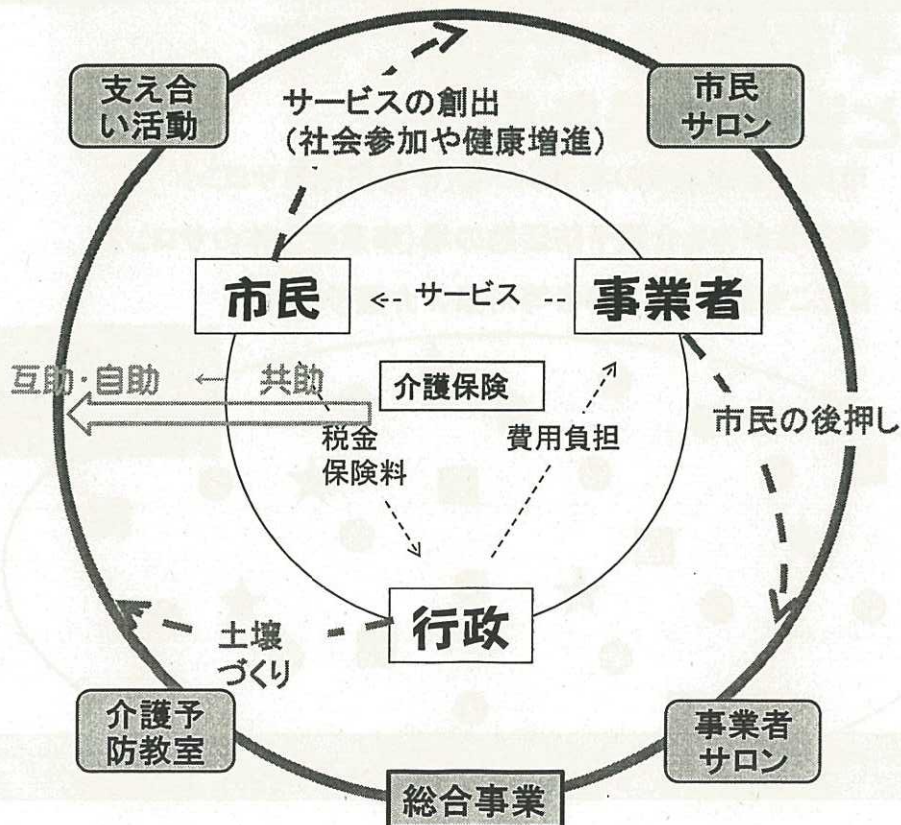 支え合
い活動
サービスの創出
(社会参加や健康増進)
市民
サロン
市民
サービス
事業者
互助・自助 ← 共助
介護保険
税金
保険料
費用負担
市民の後押し
行政
土壌
づくり
介護予
防教室
事業者
サロン
総合事業